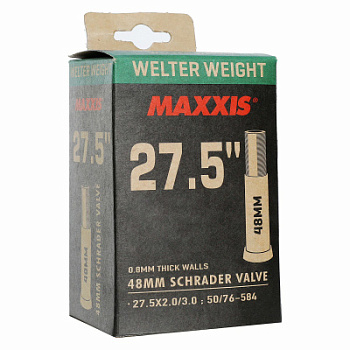 WELTER WEIGHT
MAXXIS®
27.5"
48MM
0.8MM THICK WALLS
48MM SCHRADER VALVE
· 27.5X2.0/3.0 ; 50/76-584
48MM